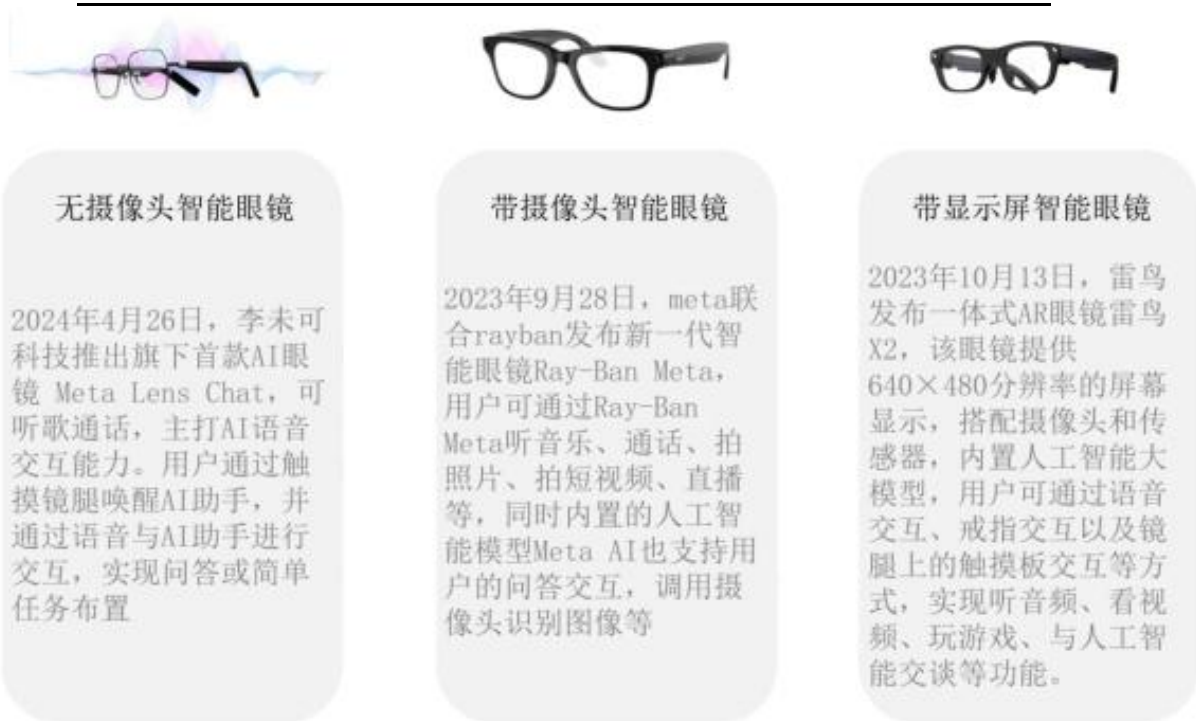 无摄像头智能眼镜
2024年4月26日，李未可
科技推出旗下首款AI眼
镜 Meta Lens Chat，可
听歌通话，主打AI语音
交互能力。用户通过触
摸镜腿唤醒AI助手，并
通过语音与AI助手进行
交互，实现问答或简单
任务布置
带摄像头智能眼镜
2023年9月28日，meta联
合rayban发布新一代智
能眼镜Ray-Ban Meta，
用户可通过Ray-Ban
Meta听音乐、通话、拍
照片、拍短视频、直播
等，同时内置的人工智
能模型Meta AI也支持用
户的问答交互，调用摄
像头识别图像等
带显示屏智能眼镜
2023年10月13日，雷鸟
发布一体式AR眼镜雷鸟
X2，该眼镜提供
640×480分辨率的屏幕
显示，搭配摄像头和传
感器，内置人工智能大
模型，用户可通过语音
交互、戒指交互以及镜
腿上的触摸板交互等方
式，实现听音频、看视
频、玩游戏、与人工智
能交谈等功能。